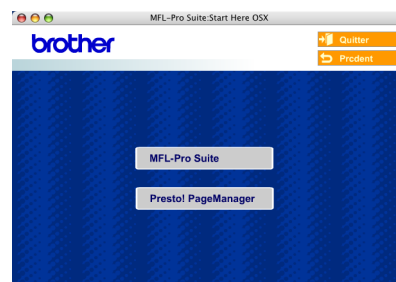 MFL-Pro Suite:Start Here OSX
brother
Quitter
Prcdent
MFL-Pro Suite
Presto! PageManager